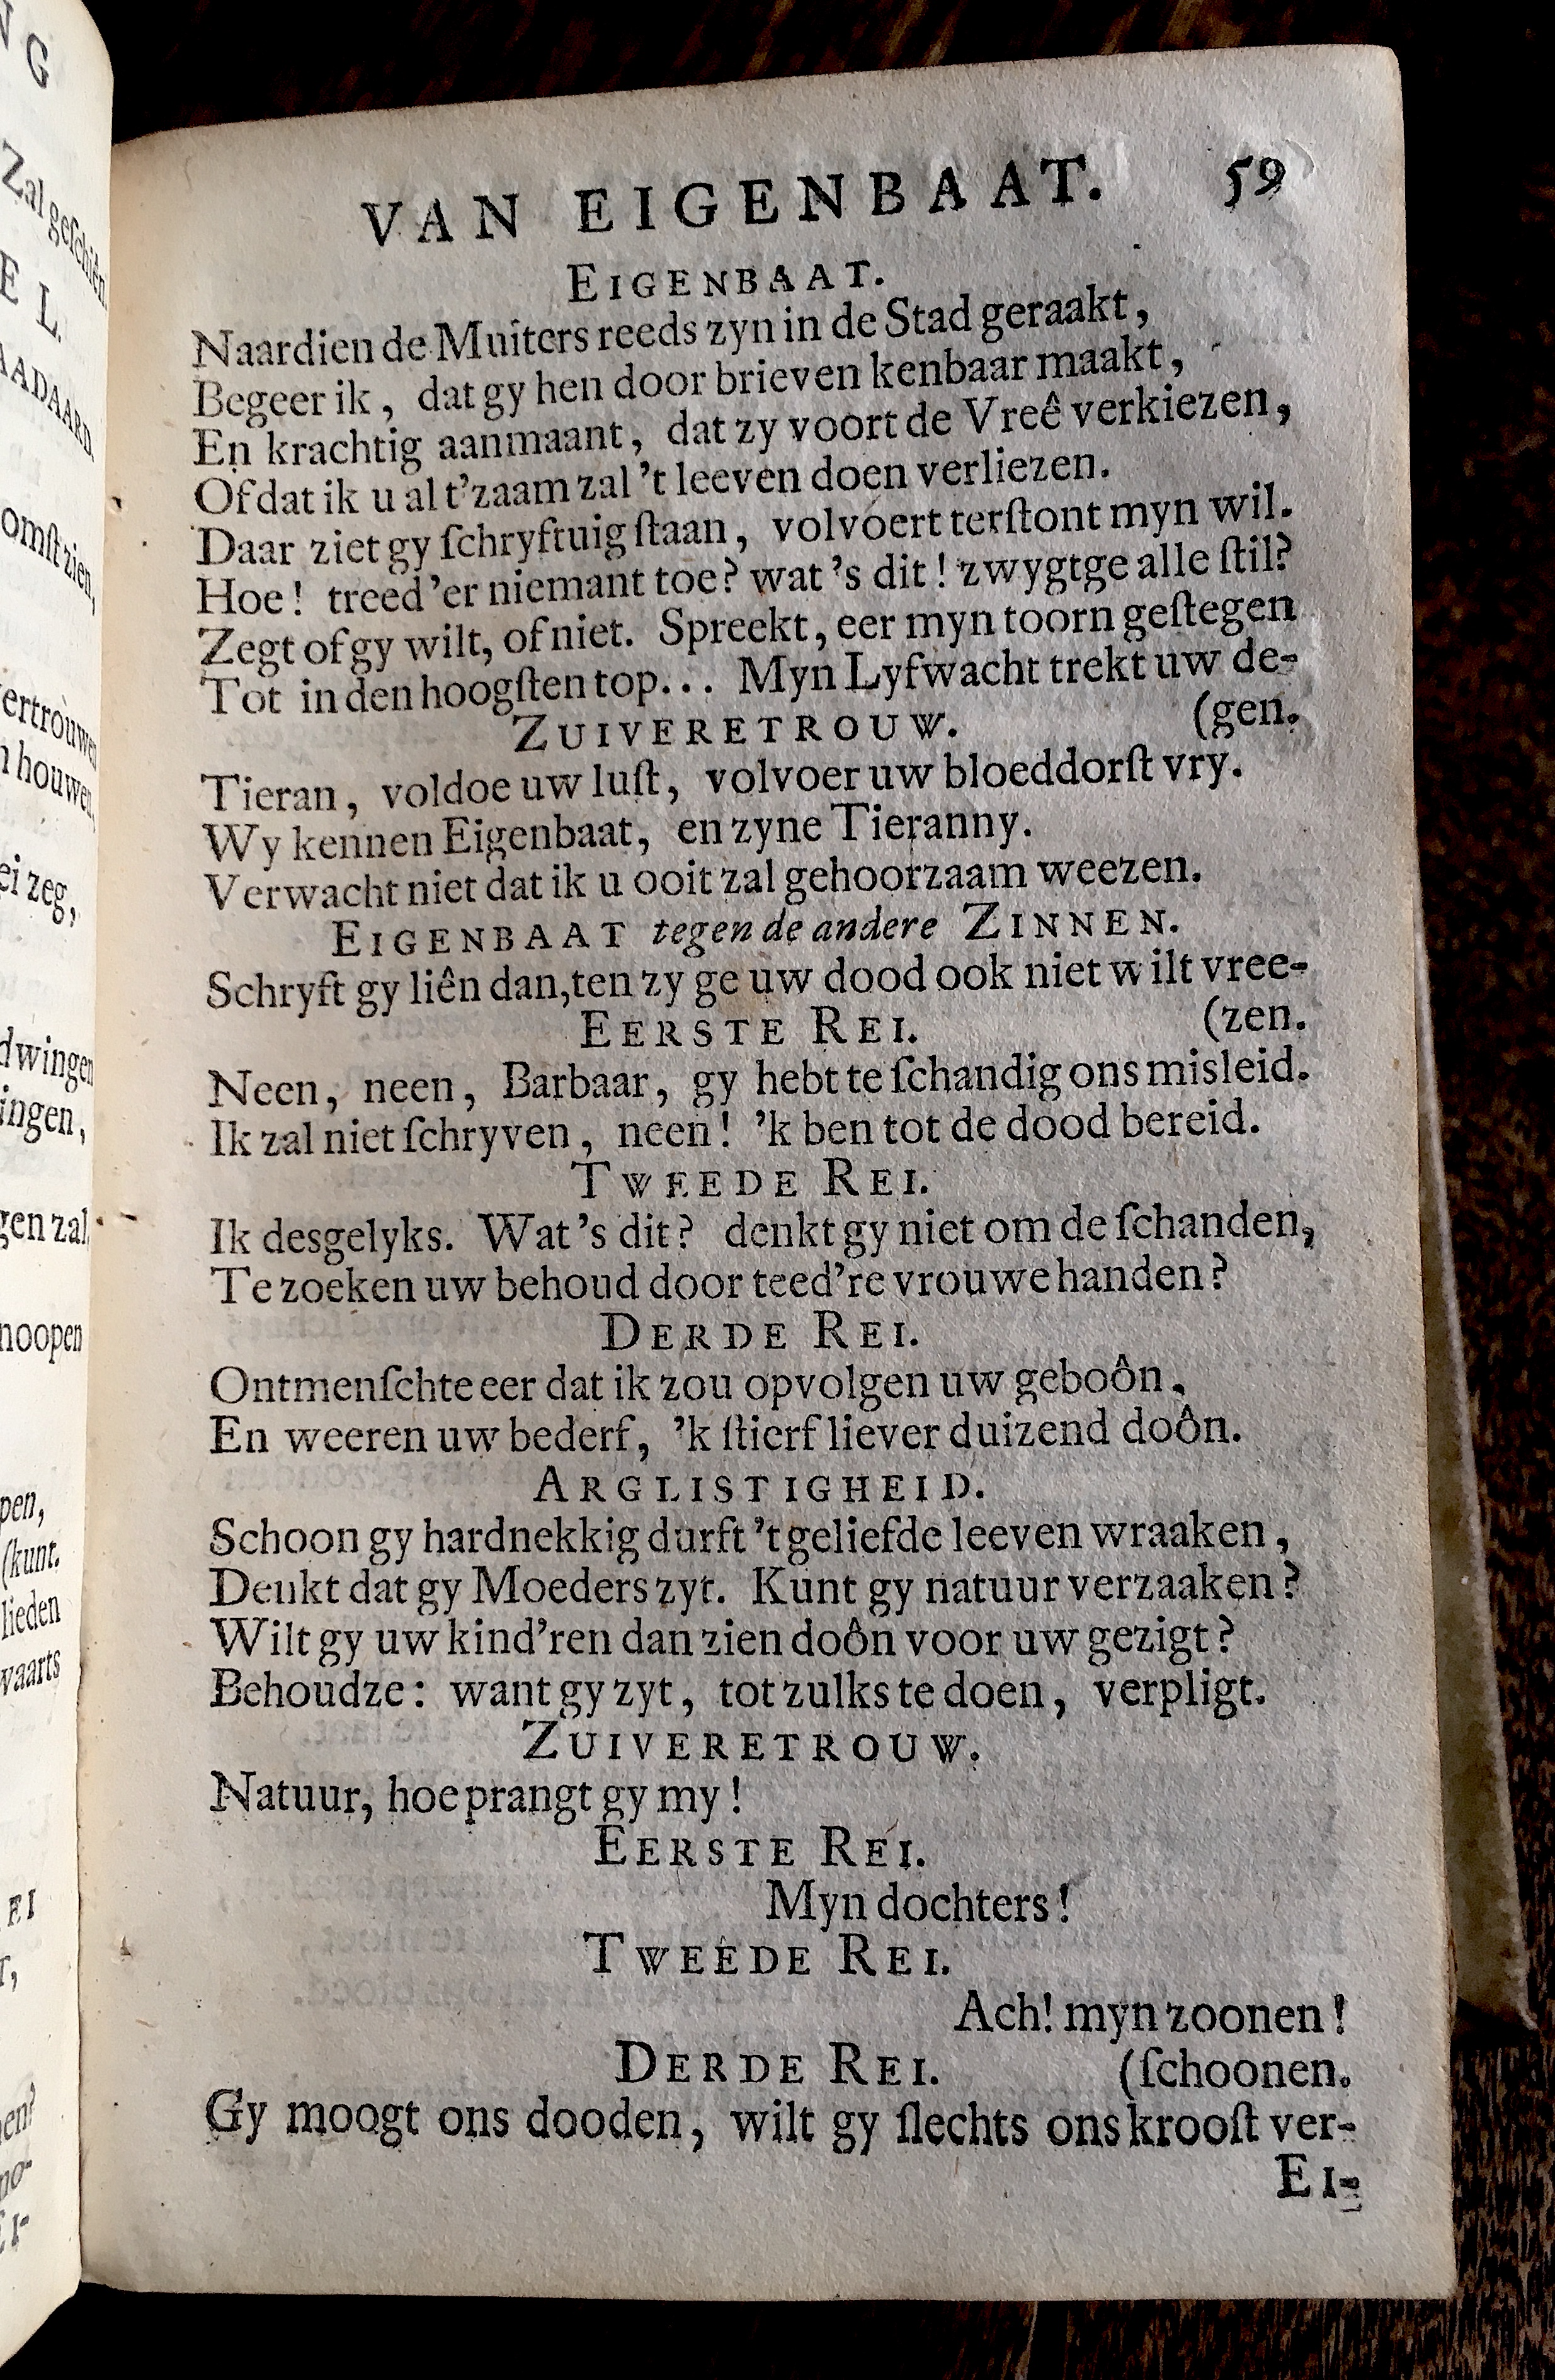 VAN EIGENBAAT. 59
EIGENBAAT.
Naardien de Muiters reeds zyn in de Stad geraakt,
Begeer ik, dat gy hen door brieven kenbaar maakt,
En krachtig aanmaant, dat zy voort de Vreê verkiezen,
Of dat ik u al t'zaam zal 't leeven doen verliezen.
Daar ziet gy ſchryftuig ſtaan, volvoert terſtont myn wil.
Hoe! treed 'er niemant toe? wat 's dit! zwygtge alle ſtil?
Zegt of gy wilt, of niet. Spreekt, eer myn toorn geſtegen
Tot in den hoogſten top... Myn Lyfwacht trekt uw de-
ZUIVERETROUW. (gen.
Tieran, voldoe uw luſt, volvoer uw bloeddorſt vry.
Wy kennen Eigenbaat, en zyne Tieranny.
Verwacht niet dat ik u ooit zal gehoorzaam weezen.
EIGENBAAT tegen de andere ZINNEN.
Schryft gy liên dan, ten zy ge uw dood ook niet wilt vree-
EERSTE REI. (zen.
Neen, neen, Barbaar, gy hebt te ſchandig ons misleid.
Ik zal niet ſchryven, neen! 'k ben tot de dood bereid.
TWEEDE REI.
Ik desgelyks. Wat 's dit? denkt gy niet om de ſchanden,
Te zoeken uw behoud door teed're vrouwe handen?
DERDE REI.
Ontmenſchte eer dat ik zou opvolgen uw geboôn,
En weeren uw bederf, 'k ſtierf liever duizend doôn.
ARGLISTIGHEID.
Schoon gy hardnekkig durft 't geliefde leeven wraaken,
Denkt dat gy Moeders zyt. Kunt gy natuur verzaaken?
Wilt gy uw kind'ren dan zien doôn voor uw gezigt?
Behoudze: want gy zyt, tot zulks te doen, verpligt.
ZUIVERETROUW.
Natuur, hoe prangt gy my!
EERSTE REI.
Myn dochters!
TWEEDE REI.
Ach! myn zoonen!
DERDE REI. (ſchoonen.
Gy moogt ons dooden, wilt gy ſlechts ons krooſt ver-
EI-